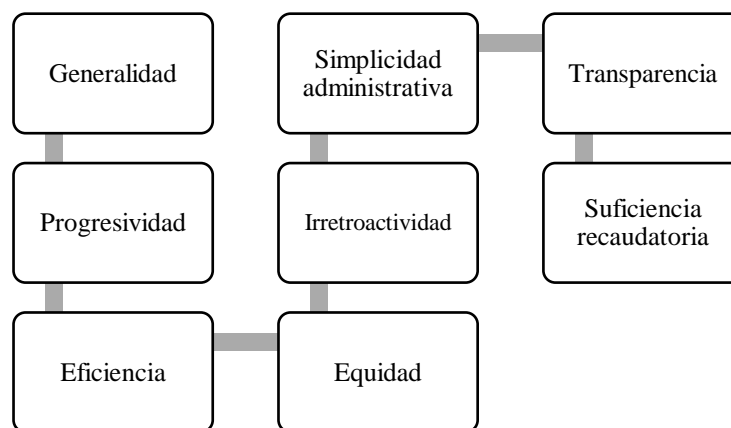 Generalidad
Progresividad
Eficiencia
Equidad
Irretroactividad
Simplicidad
administrativa
Transparencia
Suficiencia
recaudatoria